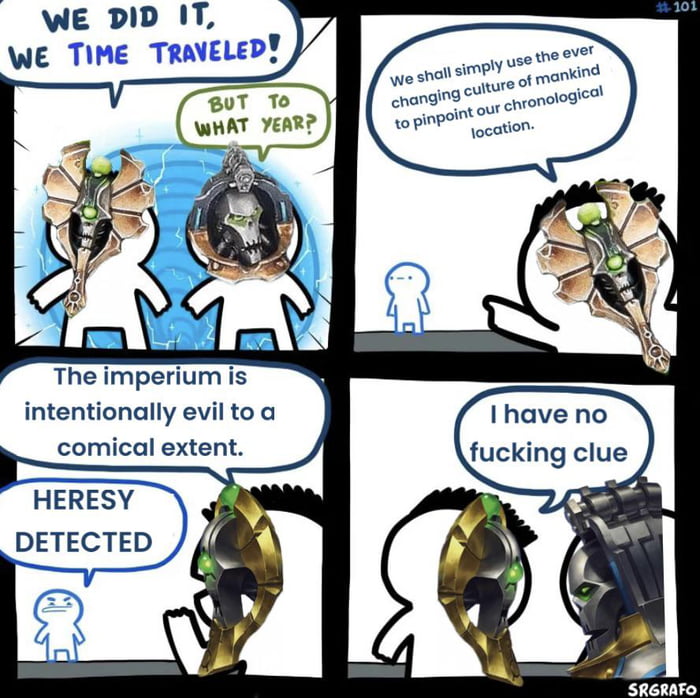 WE DID IT,
WE TIME TRAVELED!
BUT TO
WHAT YEAR?
#101
We shall simply use the ever
changing culture of mankind
to pinpoint our chronological
location.
The imperium is
intentionally evil to a
comical extent.
HERESY
DETECTED
I have no
fucking clue
SRGRAFO